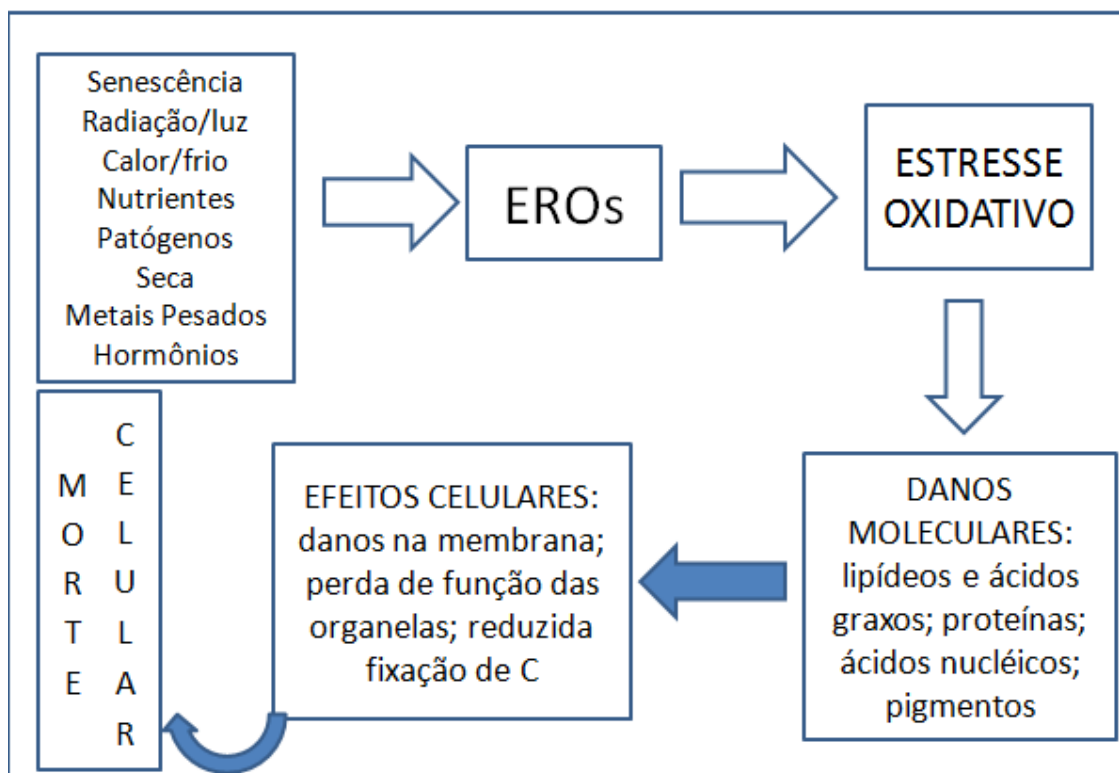 Senescência
Radiação/luz
Calor/frio
Nutrientes
Patógenos
Seca
Metais Pesados
Hormônios
EROs
ESTRESSE
OXIDATIVO
DANOS
MOLECULARES:
lipídeos e ácidos
graxos; proteínas;
ácidos nucléicos;
pigmentos
EFEITOS CELULARES:
danos na membrana;
perda de função das
organelas; reduzida
fixação de C
MORTE
CELULAR